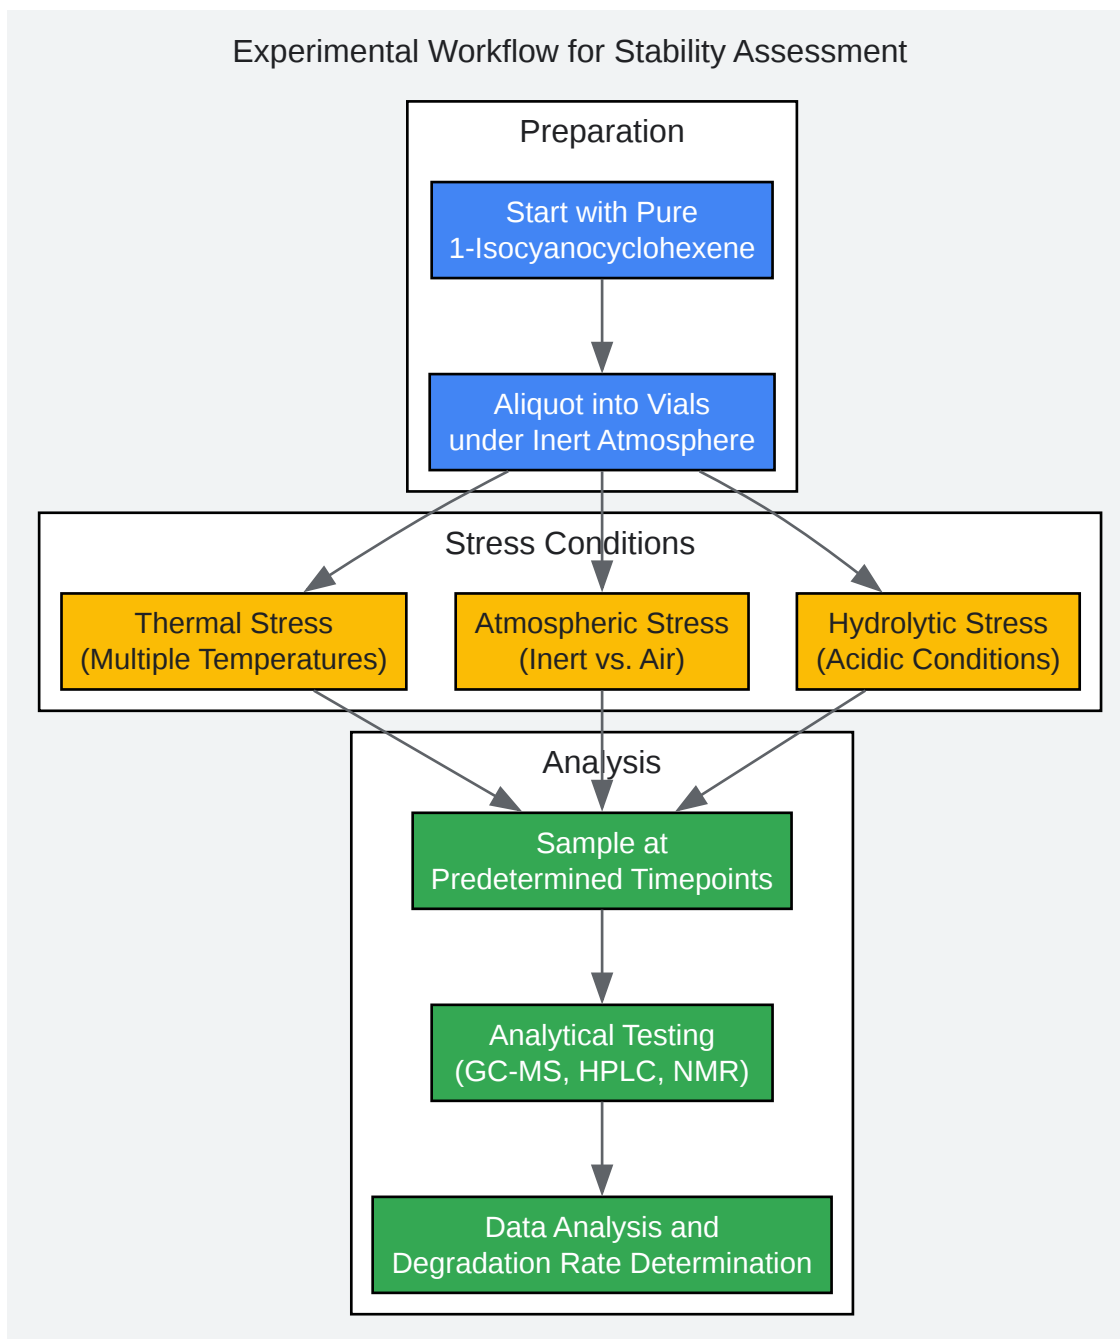 Experimental Workflow for Stability Assessment
Preparation
Start with Pure
1-Isocyanocyclohexene
Aliquot into Vials
under Inert Atmosphere
Stress Conditions
Thermal Stress
(Multiple Temperatures)
Atmospheric Stress
(Inert vs. Air)
Hydrolytic Stress
(Acidic Conditions)
Analysis
Sample at
Predetermined Timepoints
Analytical Testing
(GC-MS, HPLC, NMR)
Data Analysis and
Degradation Rate Determination